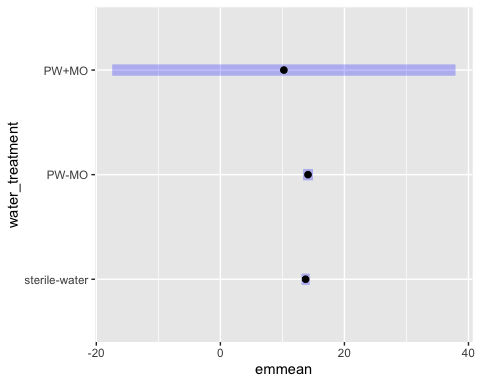 PW+MO
PW-MO
sterile-water
water_treatment
-20
0
20
40
emmean